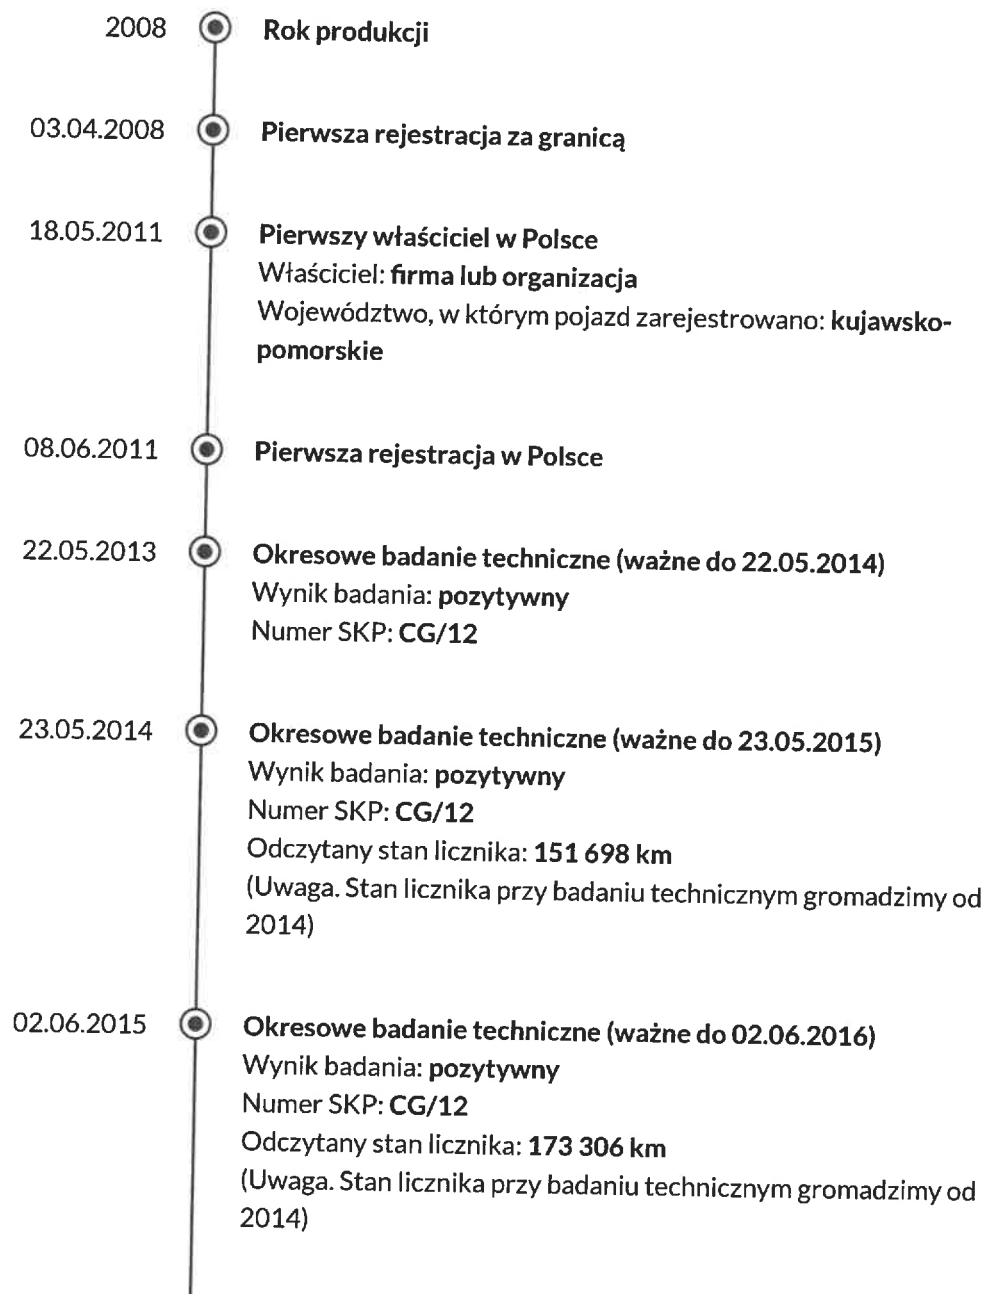 2008 Rok produkcji
03.04.2008 Pierwsza rejestracja za granicą
18.05.2011 Pierwszy właściciel w Polsce
Właściciel: firma lub organizacja
Województwo, w którym pojazd zarejestrowano: kujawsko-
pomorskie
08.06.2011 Pierwsza rejestracja w Polsce
22.05.2013 Okresowe badanie techniczne (ważne do 22.05.2014)
Wynik badania: pozytywny
Numer SKP: CG/12
23.05.2014 Okresowe badanie techniczne (ważne do 23.05.2015)
Wynik badania: pozytywny
Numer SKP: CG/12
Odczytany stan licznika: 151 698 km
(Uwaga. Stan licznika przy badaniu technicznym gromadzimy od
2014)
02.06.2015 Okresowe badanie techniczne (ważne do 02.06.2016)
Wynik badania: pozytywny
Numer SKP: CG/12
Odczytany stan licznika: 173 306 km
(Uwaga. Stan licznika przy badaniu technicznym gromadzimy od
2014)